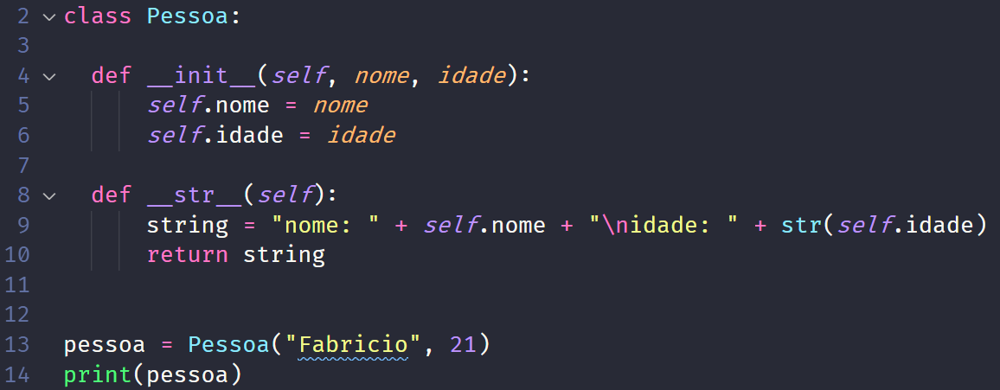 2 class Pessoa:
3
4   def __init__(self, nome, idade):
5       self.nome = nome
6       self.idade = idade
7
8   def __str__(self):
9       string = "nome: " + self.nome + "\nidade: " + str(self.idade)
10       return string
11
12
13 pessoa = Pessoa("Fabricio", 21)
14 print(pessoa)